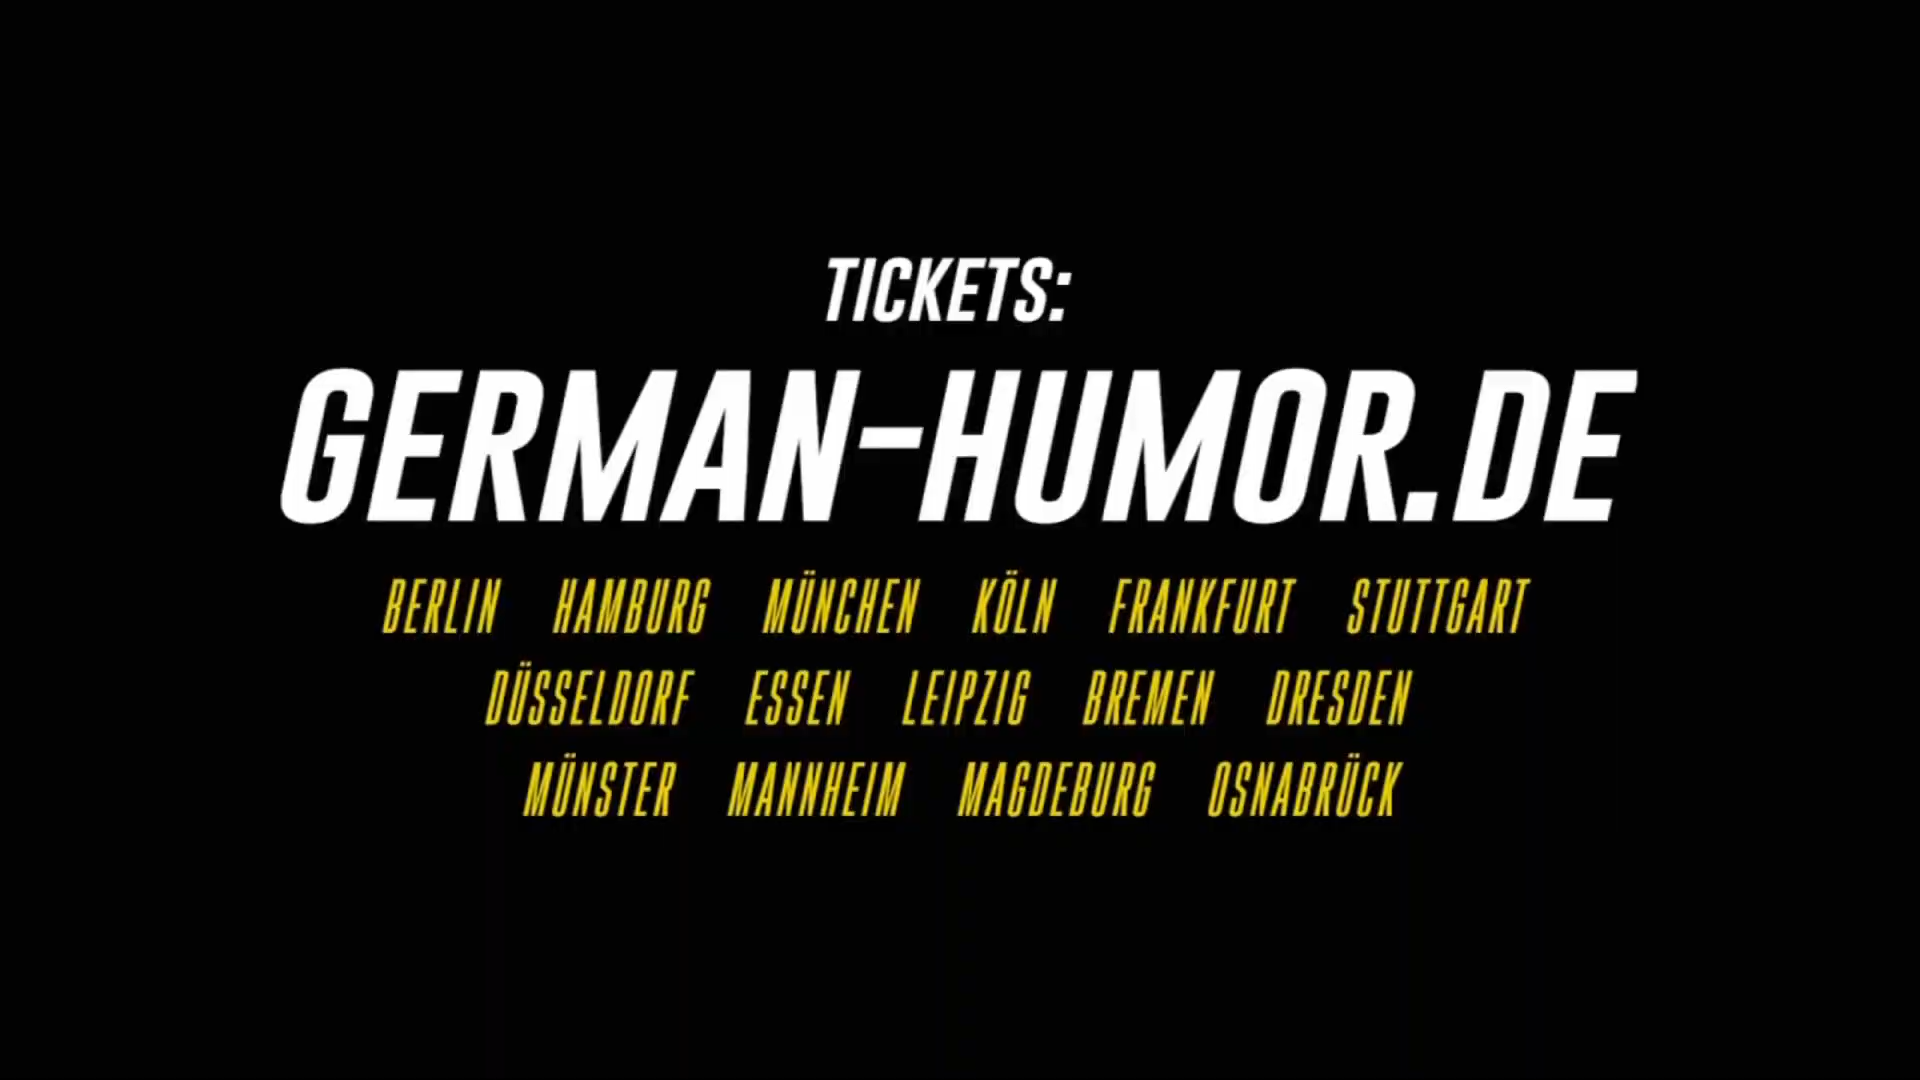 TICKETS:
GERMAN-HUMOR.DE
BERLIN HAMBURG MÜNCHEN KÖLN FRANKFURT STUTTGART
DÜSSELDORF ESSEN LEIPZIG BREMEN DRESDEN
MÜNSTER MANNHEIM MAGDEBURG OSNABRÜCK